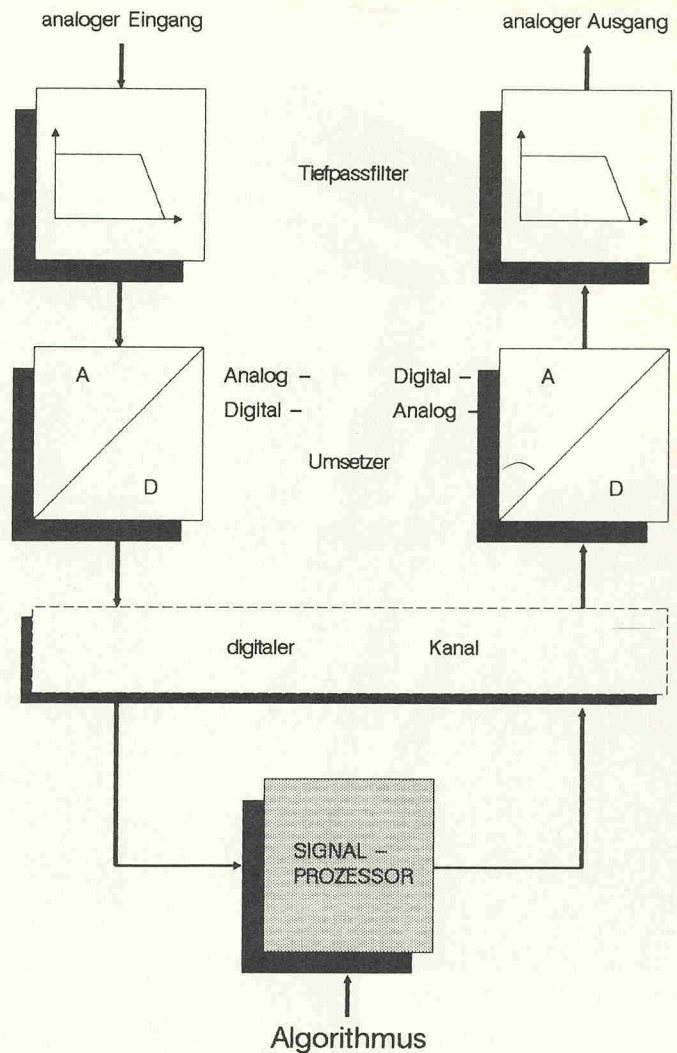 analoger Eingang
analoger Ausgang
Tiefpassfilter
A
D
Analog –
Digital –
Digital –
Analog –
Umsetzer
A
D
digitaler Kanal
SIGNAL –
PROZESSOR
Algorithmus